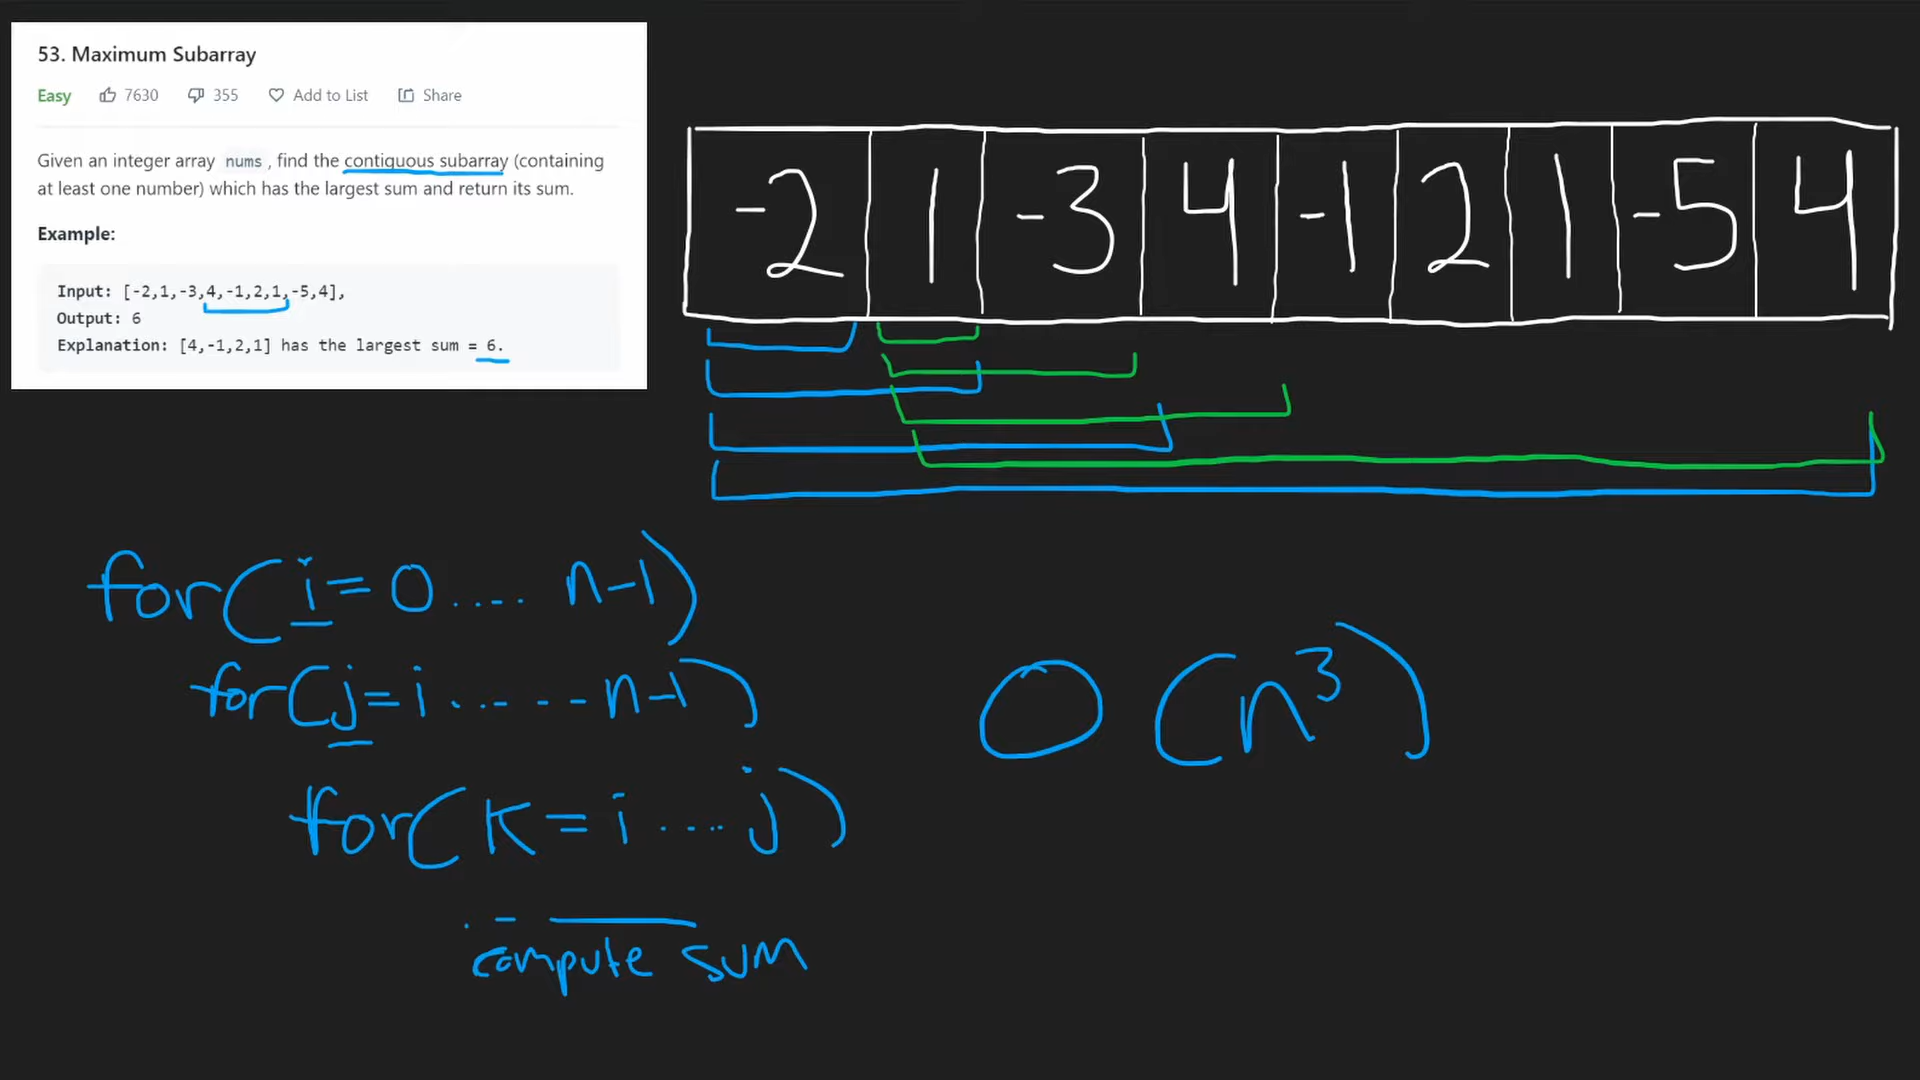 53. Maximum Subarray
Easy 7630 355 Add to List Share
Given an integer array nums , find the contiguous subarray (containing
at least one number) which has the largest sum and return its sum.
Example:
Input: [-2,1,-3,4,-1,2,1,-5,4],
Output: 6
Explanation: [4,-1,2,1] has the largest sum = 6.
-2 1 -3 4 -1 2 1 -5 4
for( i = 0 .... n-1)
for( j = i ...... n-1)
for( k = i .... j )
compute sum
O (n³)